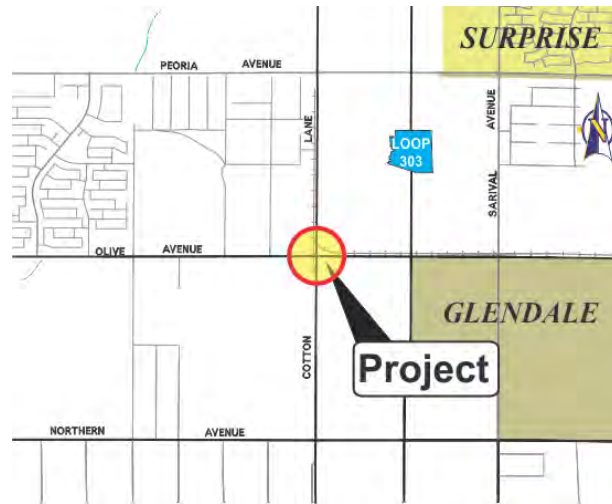 SURPRISE
PEORIA AVENUE
LANE
LOOP
303
AVENUE
N
SARIVAL
OLIVE AVENUE
GLENDALE
COTTON
Project
NORTHERN AVENUE